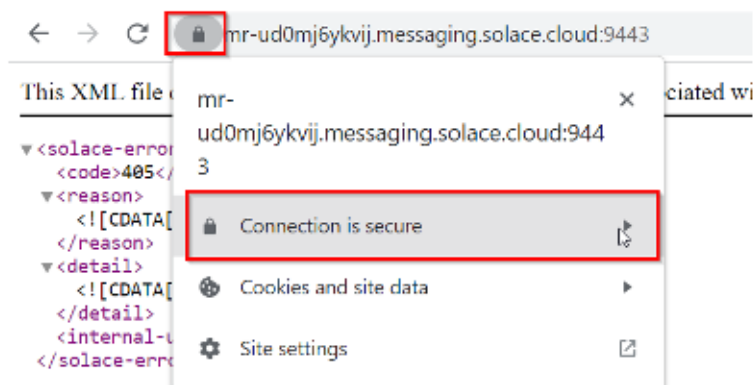 mr-ud0mj6ykvij.messaging.solace.cloud:9443
This XML file
ciated wi
mr-
ud0mj6ykvij.messaging.solace.cloud:944
3
<solace-error
<code>405</
<reason>
<![CDATA[
</reason>
<detail>
<![CDATA[
</detail>
<internal-u
</solace-erro
Connection is secure
Cookies and site data
Site settings